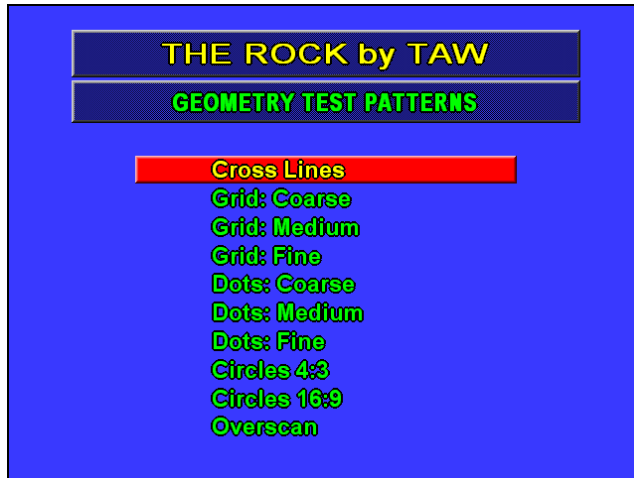 THE ROCK by TAW
GEOMETRY TEST PATTERNS
Cross Lines
Grid: Coarse
Grid: Medium
Grid: Fine
Dots: Coarse
Dots: Medium
Dots: Fine
Circles 4:3
Circles 16:9
Overscan